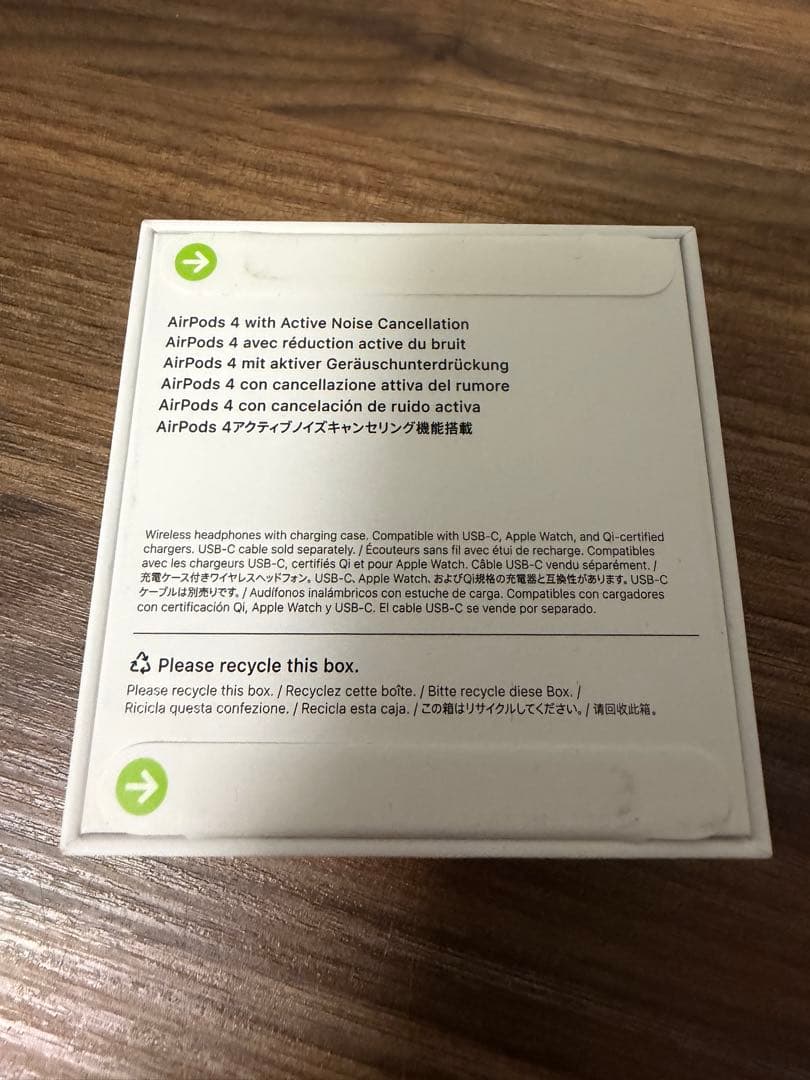 AirPods 4 with Active Noise Cancellation
AirPods 4 avec réduction active du bruit
AirPods 4 mit aktiver Geräuschunterdrückung
AirPods 4 con cancellazione attiva del rumore
AirPods 4 con cancelación de ruido activa
AirPods 4アクティブノイズキャンセリング機能搭載
Wireless headphones with charging case. Compatible with USB-C, Apple Watch, and Qi-certified
chargers. USB-C cable sold separately. / Écouteurs sans fil avec étui de recharge. Compatibles
avec les chargeurs USB-C, certifiés Qi et pour Apple Watch. Câble USB-C vendu séparément. /
充電ケース付きワイヤレスヘッドフォン。USB-C、Apple Watch、およびQi規格の充電器と互換性があります。USB-C
ケーブルは別売りです。/ Audífonos inalámbricos con estuche de carga. Compatibles con cargadores
con certificación Qi, Apple Watch y USB-C. El cable USB-C se vende por separado.
Please recycle this box.
Please recycle this box. / Recyclez cette boîte. / Bitte recycle diese Box. /
Ricicla questa confezione. / Recicla esta caja. / この箱はリサイクルしてください。/ 请回收此箱。